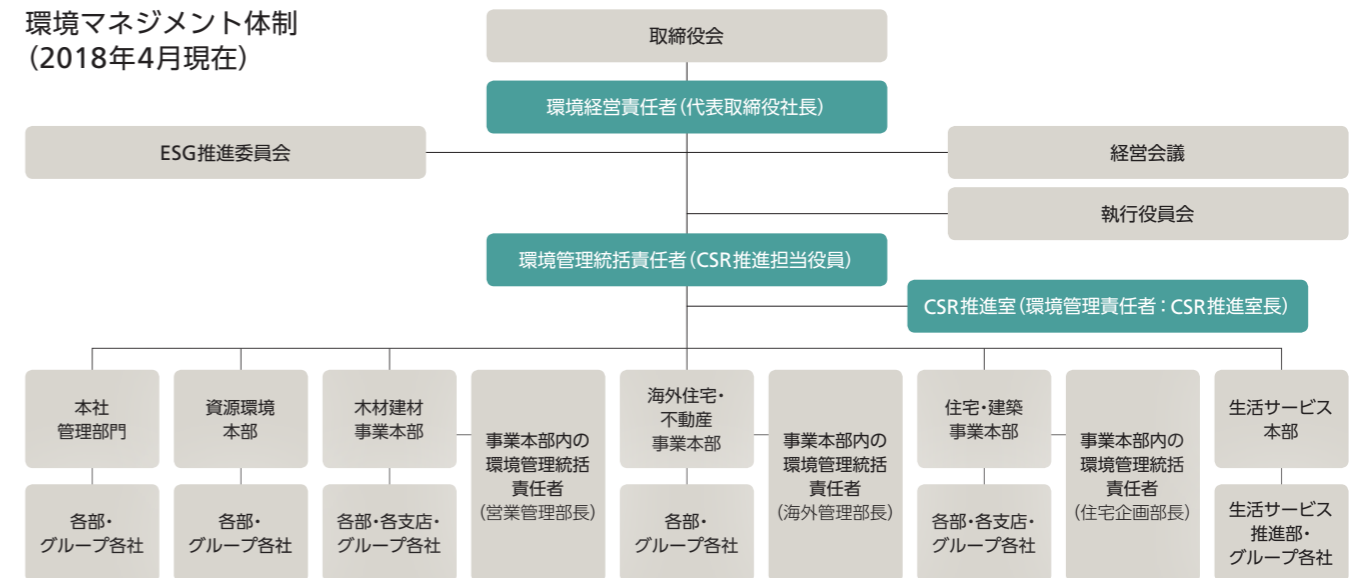 環境マネジメント体制
（2018年4月現在）
取締役会
環境経営責任者（代表取締役社長）
ESG推進委員会
経営会議
執行役員会
環境管理統括責任者（CSR推進担当役員）
CSR推進室（環境管理責任者：CSR推進室長）
本社
管理部門
資源環境
本部
木材建材
事業本部
事業本部内の
環境管理統括
責任者
（営業管理部長）
海外住宅・
不動産
事業本部
事業本部内の
環境管理統括
責任者
（海外管理部長）
住宅・建築
事業本部
事業本部内の
環境管理統括
責任者
（住宅企画部長）
生活サービス
本部
各部・
グループ各社
各部・
グループ各社
各部・各支店・
グループ各社
各部・
グループ各社
各部・各支店・
グループ各社
生活サービス
推進部・
グループ各社